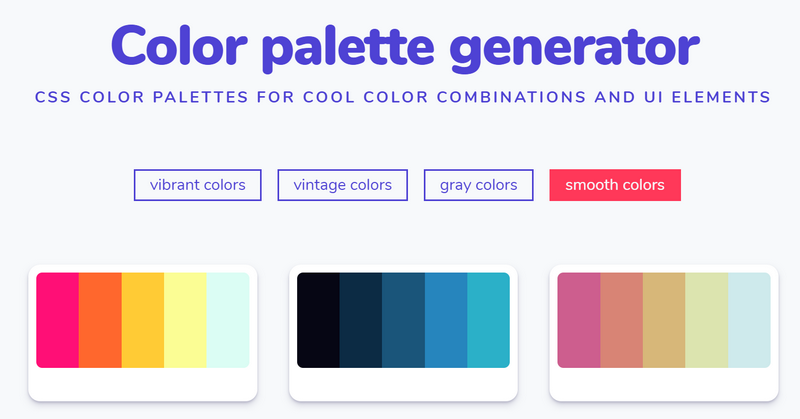 Color palette generator
CSS COLOR PALETTES FOR COOL COLOR COMBINATIONS AND UI ELEMENTS
vibrant colors
vintage colors
gray colors
smooth colors